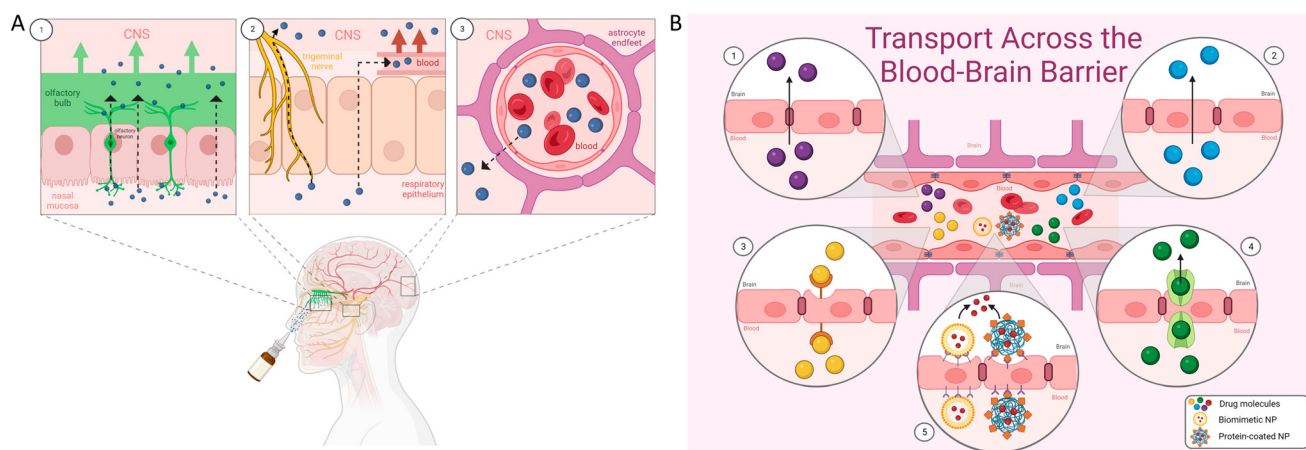 A
1
CNS
olfactory
bulb
olfactory
neuron
nasal
mucosa
2
CNS
trigeminal
nerve
blood
respiratory
epithelium
3
CNS
astrocyte
endfeet
blood
B
Transport Across the
Blood-Brain Barrier
1
Brain
Blood
2
Brain
Blood
Brain
Blood
Brain
3
Brain
Blood
4
Brain
Blood
5
Brain
Blood
Drug molecules
Biomimetic NP
Protein-coated NP